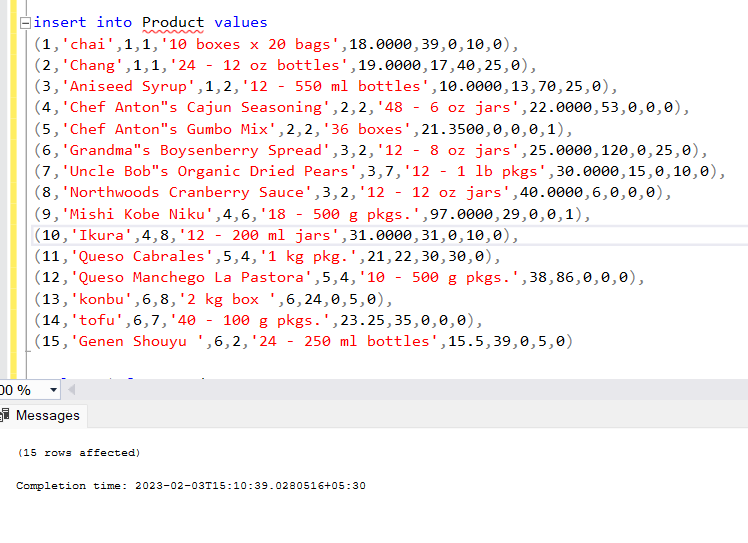 insert into Product values
(1,'chai',1,1,'10 boxes x 20 bags',18.0000,39,0,10,0),
(2,'Chang',1,1,'24 - 12 oz bottles',19.0000,17,40,25,0),
(3,'Aniseed Syrup',1,2,'12 - 550 ml bottles',10.0000,13,70,25,0),
(4,'Chef Anton"s Cajun Seasoning',2,2,'48 - 6 oz jars',22.0000,53,0,0,0),
(5,'Chef Anton"s Gumbo Mix',2,2,'36 boxes',21.3500,0,0,0,1),
(6,'Grandma"s Boysenberry Spread',3,2,'12 - 8 oz jars',25.0000,120,0,25,0),
(7,'Uncle Bob"s Organic Dried Pears',3,7,'12 - 1 lb pkgs',30.0000,15,0,10,0),
(8,'Northwoods Cranberry Sauce',3,2,'12 - 12 oz jars',40.0000,6,0,0,0),
(9,'Mishi Kobe Niku',4,6,'18 - 500 g pkgs.',97.0000,29,0,0,1),
(10,'Ikura',4,8,'12 - 200 ml jars',31.0000,31,0,10,0),
(11,'Queso Cabrales',5,4,'1 kg pkg.',21,22,30,30,0),
(12,'Queso Manchego La Pastora',5,4,'10 - 500 g pkgs.',38,86,0,0,0),
(13,'konbu',6,8,'2 kg box ',6,24,0,5,0),
(14,'tofu',6,7,'40 - 100 g pkgs.',23.25,35,0,0,0),
(15,'Genen Shouyu ',6,2,'24 - 250 ml bottles',15.5,39,0,5,0)
00 %
Messages
(15 rows affected)
Completion time: 2023-02-03T15:10:39.0280516+05:30